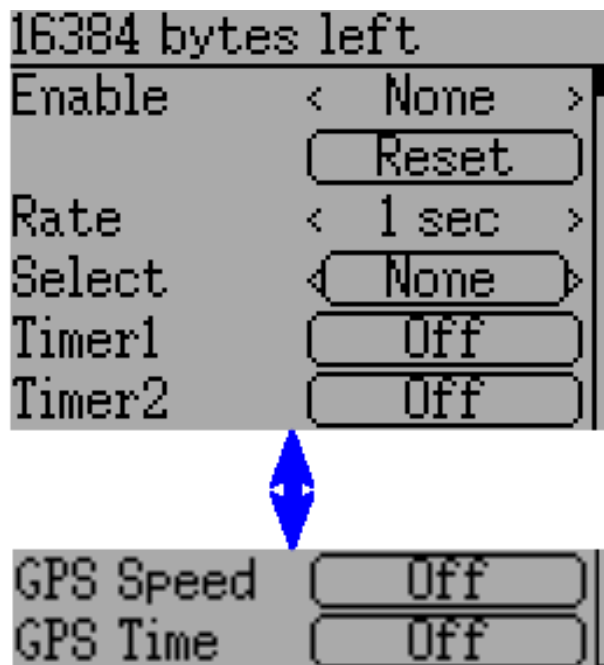 16384 bytes left
Enable < None >
Reset
Rate < 1 sec >
Select < None >
Timer1 Off
Timer2 Off
GPS Speed Off
GPS Time Off